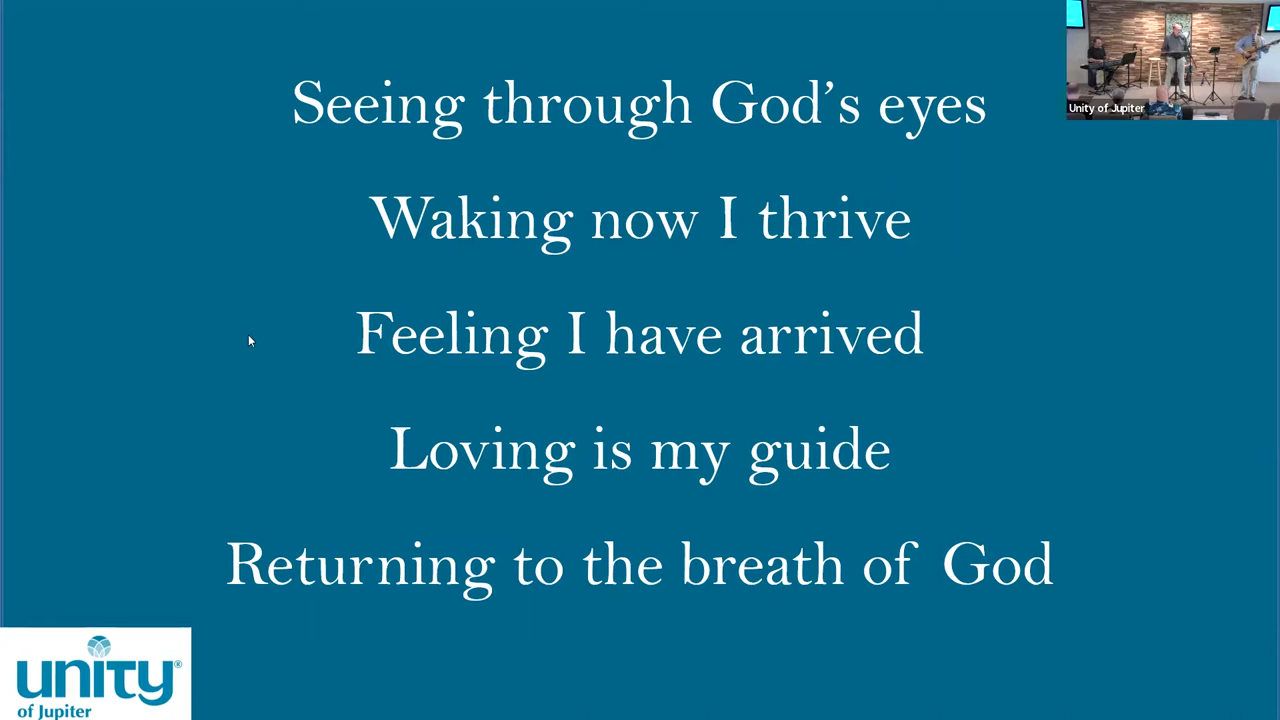 Seeing through God's eyes
Waking now I thrive
Feeling I have arrived
Loving is my guide
Returning to the breath of God
Unity of Jupiter
unity®
of Jupiter